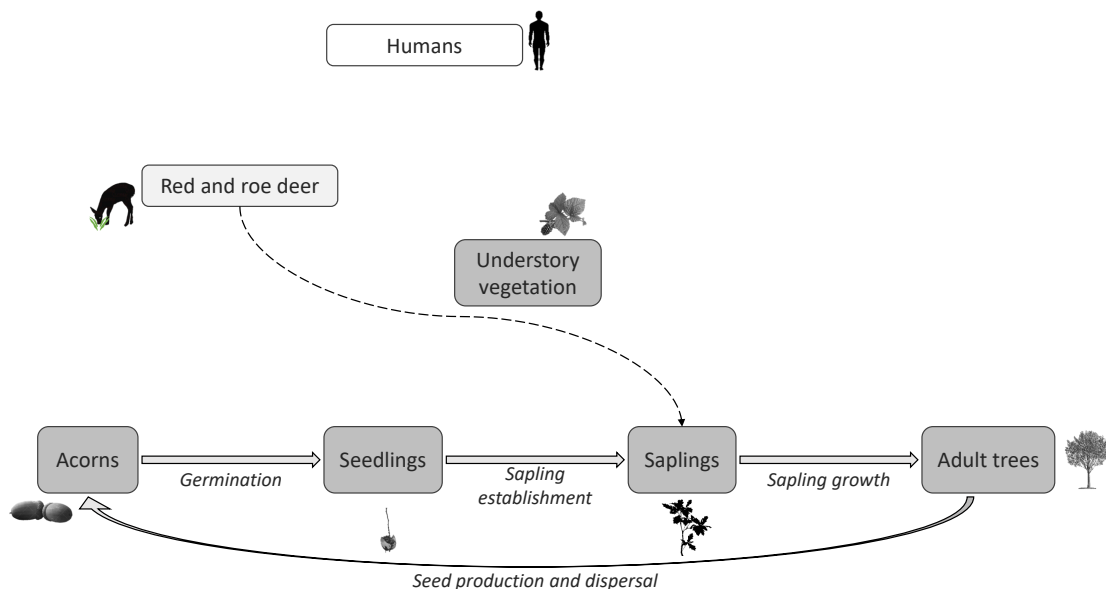 Humans
Red and roe deer
Understory
vegetation
Acorns
Germination
Seedlings
Sapling
establishment
Saplings
Sapling growth
Adult trees
Seed production and dispersal